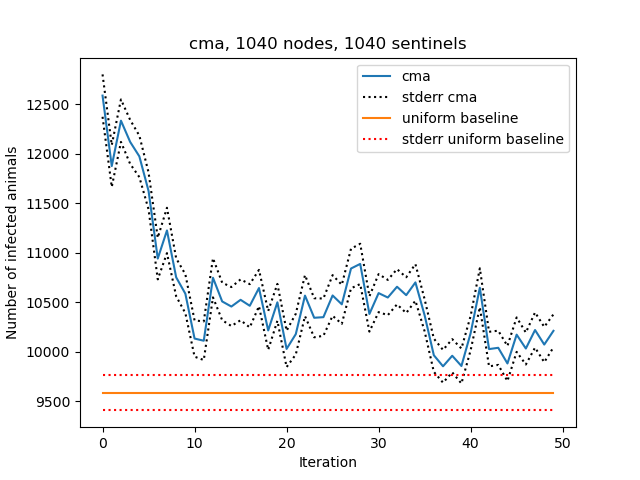 cma, 1040 nodes, 1040 sentinels
cma
stderr cma
uniform baseline
stderr uniform baseline
Number of infected animals
12500
12000
11500
11000
10500
10000
9500
0 10 20 30 40 50
Iteration